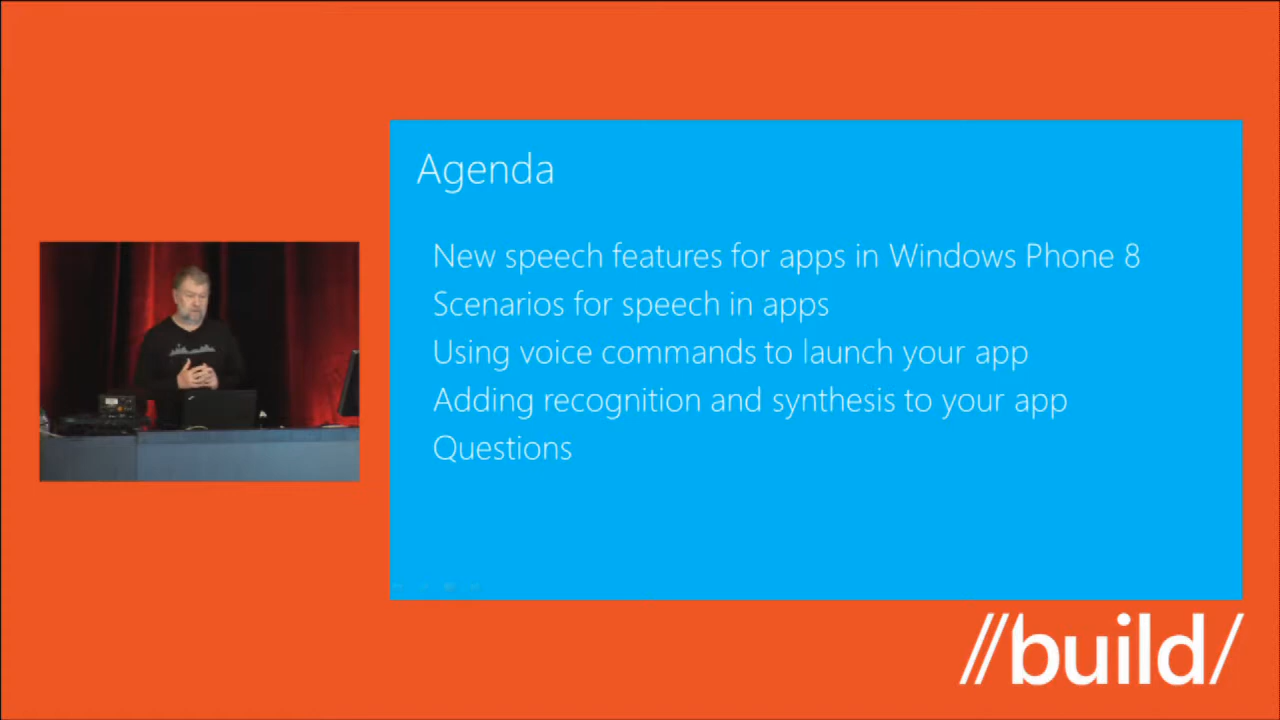 Agenda
New speech features for apps in Windows Phone 8
Scenarios for speech in apps
Using voice commands to launch your app
Adding recognition and synthesis to your app
Questions
//build/